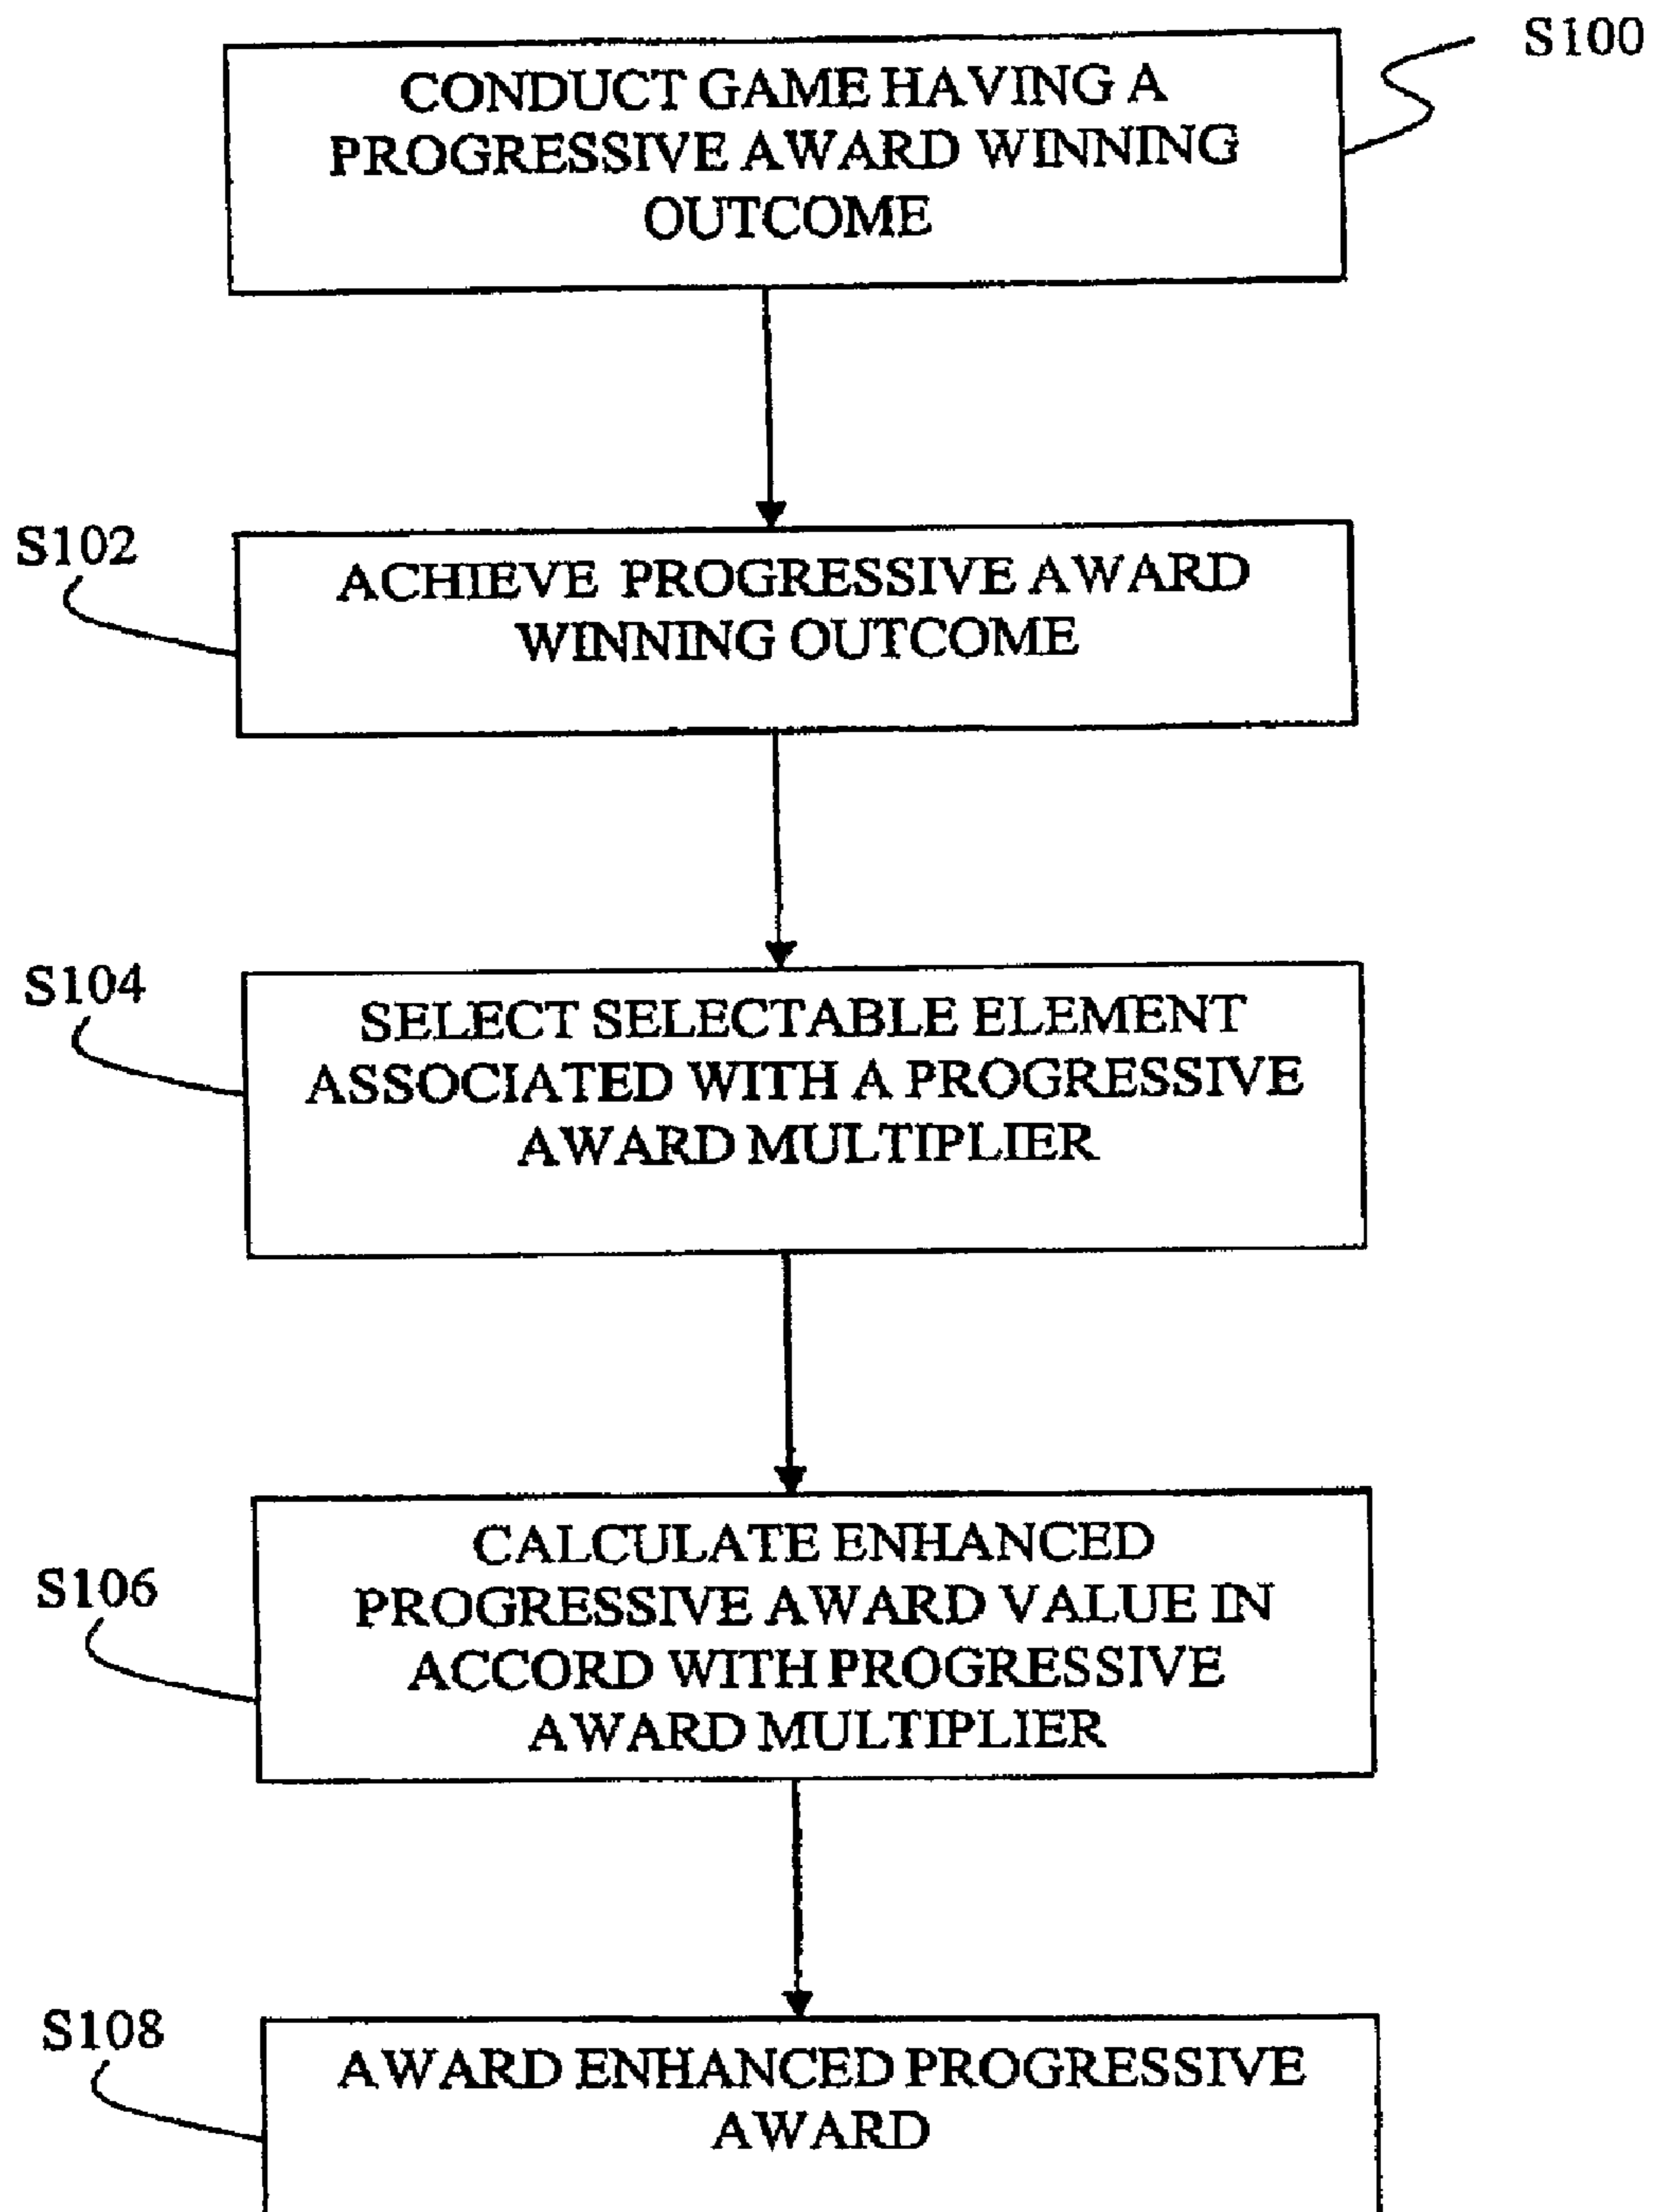 S100
CONDUCT GAME HAVING A
PROGRESSIVE AWARD WINNING
OUTCOME
S102
ACHIEVE PROGRESSIVE AWARD
WINNING OUTCOME
S104
SELECT SELECTABLE ELEMENT
ASSOCIATED WITH A PROGRESSIVE
AWARD MULTIPLIER
S106
CALCULATE ENHANCED
PROGRESSIVE AWARD VALUE IN
ACCORD WITH PROGRESSIVE
AWARD MULTIPLIER
S108
AWARD ENHANCED PROGRESSIVE
AWARD